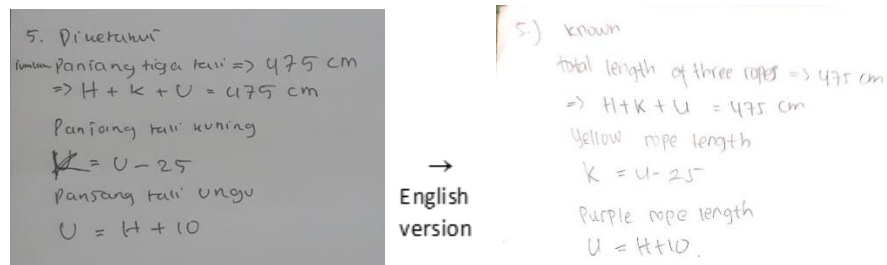 5. Diketahui
jumlah Panjang tiga tali => 475 cm
=> H + K + U = 475 cm
Panjang tali kuning
K = U - 25
Panjang tali ungu
U = H + 10
→
English
version
5.) known
total length of three ropes => 475 cm
=> H+K+U = 475 cm
Yellow rope length
K = U - 25
Purple rope length
U = H+10.